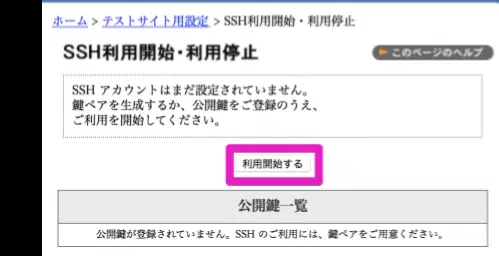 ホーム > テストサイト用設定 > SSH利用開始・利用停止
SSH利用開始・利用停止
このページのヘルプ
SSH アカウントはまだ設定されていません。
鍵ペアを生成するか、公開鍵をご登録のうえ、
ご利用を開始してください。
利用開始する
公開鍵一覧
公開鍵が登録されていません。SSH のご利用には、鍵ペアをご用意ください。